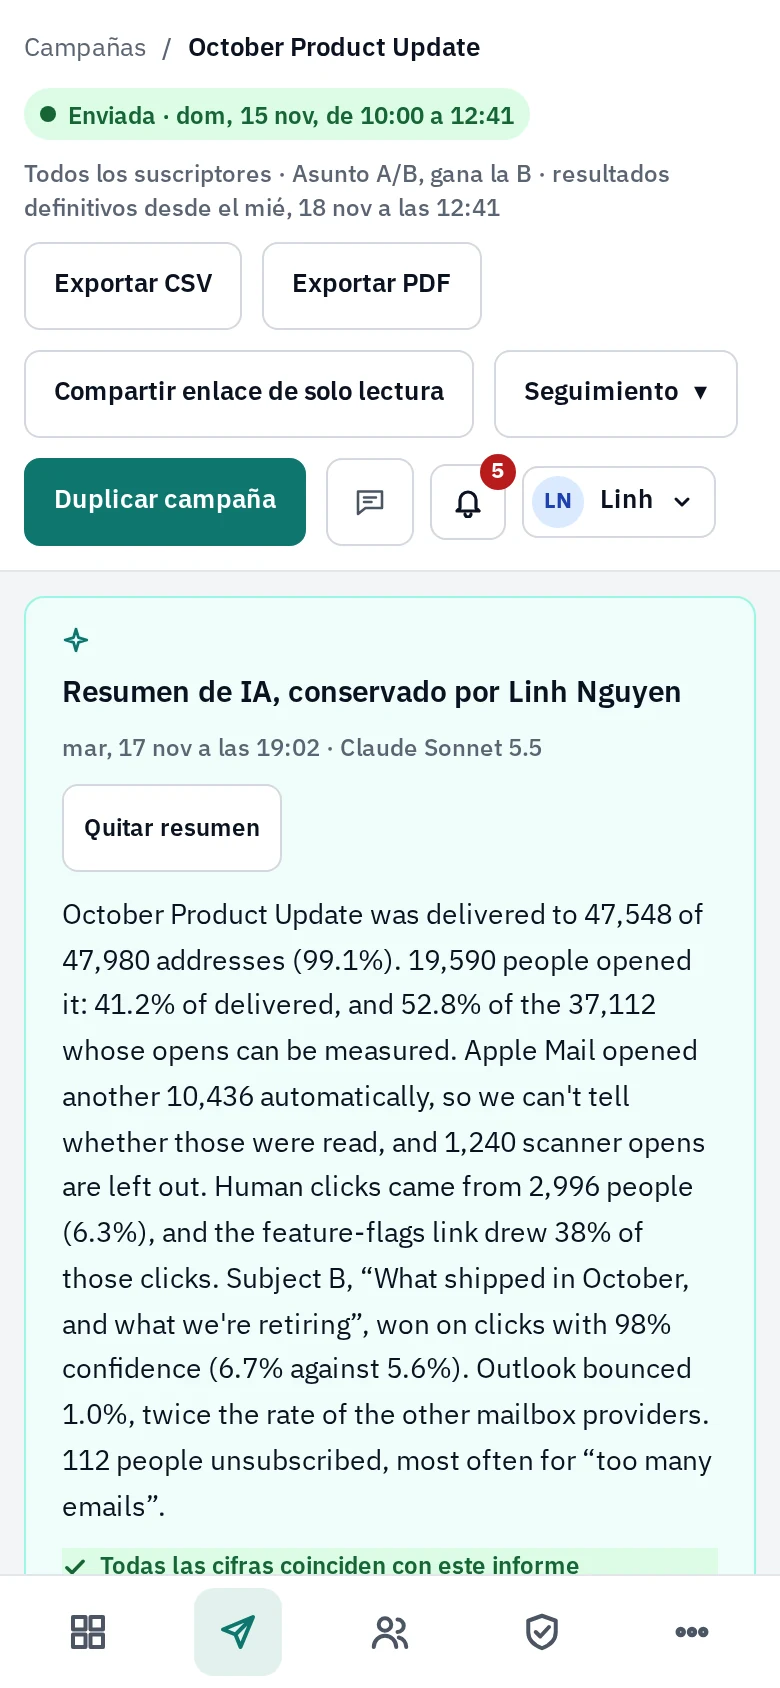 Campañas / October Product Update
Enviada · dom, 15 nov, de 10:00 a 12:41
Todos los suscriptores · Asunto A/B, gana la B · resultados
definitivos desde el mié, 18 nov a las 12:41
Exportar CSV Exportar PDF
Compartir enlace de solo lectura Seguimiento ▼
Duplicar campaña 5 LN Linh
Resumen de IA, conservado por Linh Nguyen
mar, 17 nov a las 19:02 · Claude Sonnet 5.5
Quitar resumen
October Product Update was delivered to 47,548 of
47,980 addresses (99.1%). 19,590 people opened
it: 41.2% of delivered, and 52.8% of the 37,112
whose opens can be measured. Apple Mail opened
another 10,436 automatically, so we can't tell
whether those were read, and 1,240 scanner opens
are left out. Human clicks came from 2,996 people
(6.3%), and the feature-flags link drew 38% of
those clicks. Subject B, “What shipped in October,
and what we're retiring”, won on clicks with 98%
confidence (6.7% against 5.6%). Outlook bounced
1.0%, twice the rate of the other mailbox providers.
112 people unsubscribed, most often for “too many
emails”.
Todas las cifras coinciden con este informe